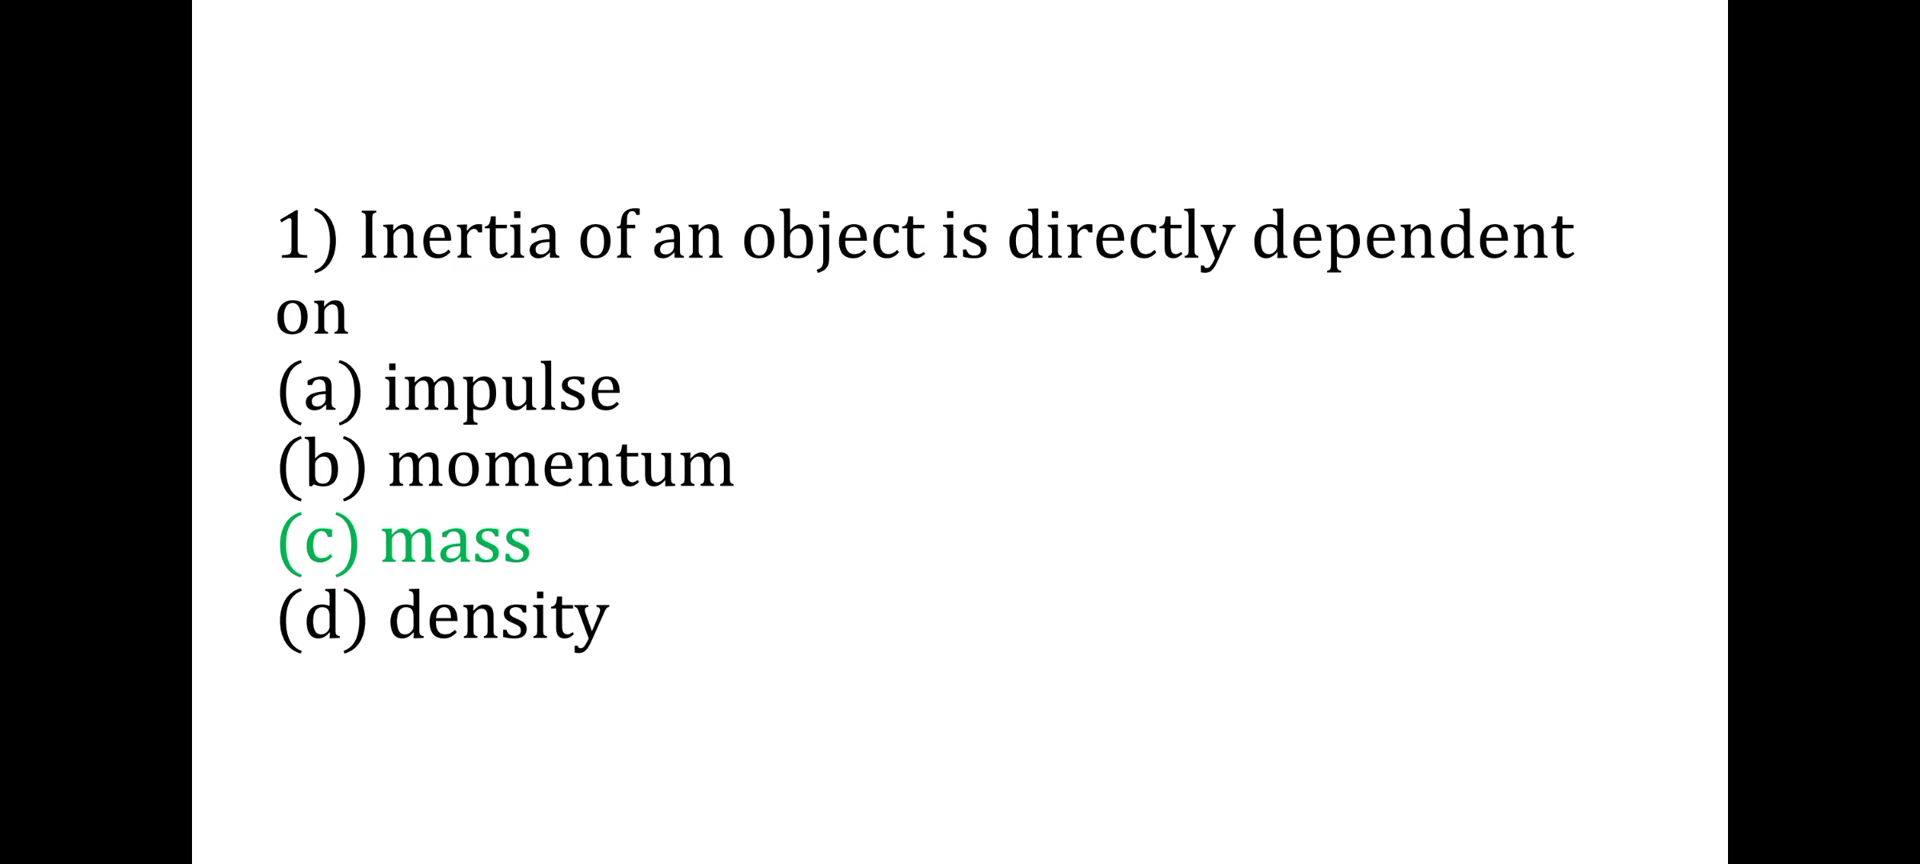 1) Inertia of an object is directly dependent
on
(a) impulse
(b) momentum
(c) mass
(d) density